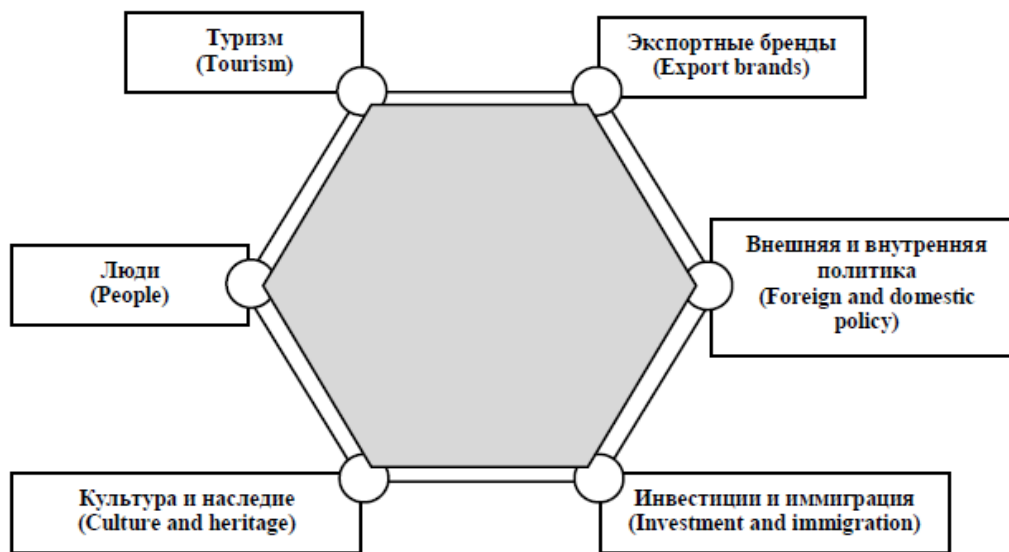 Туризм
(Tourism)
Экспортные бренды
(Export brands)
Люди
(People)
Внешняя и внутренняя
политика
(Foreign and domestic
policy)
Культура и наследие
(Culture and heritage)
Инвестиции и иммиграция
(Investment and immigration)